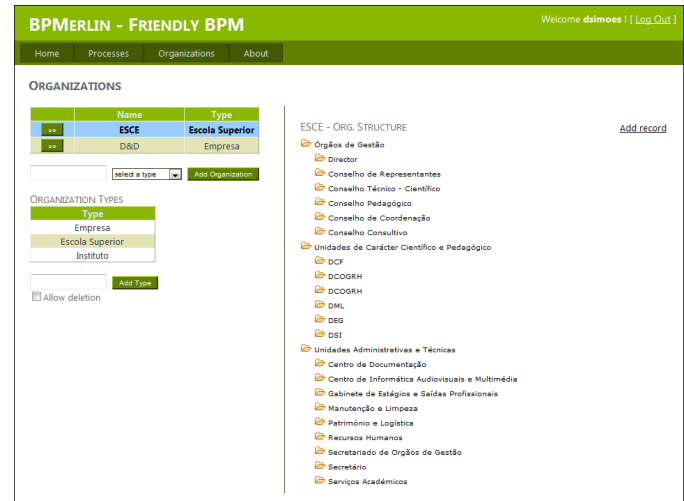 BPMERLIN - FRIENDLY BPM
Welcome dsimoes ! [ Log Out ]
Home Processes Organizations About
ORGANIZATIONS
Name Type
>> ESCE Escola Superior
>> D&D Empresa
select a type Add Organization
ORGANIZATION TYPES
Type
Empresa
Escola Superior
Instituto
Add Type
Allow deletion
ESCE - ORG. STRUCTURE Add record
Órgãos de Gestão
Director
Conselho de Representantes
Conselho Técnico - Científico
Conselho Pedagógico
Conselho de Coordenação
Conselho Consultivo
Unidades de Carácter Científico e Pedagógico
DCF
DCOGRH
DCOGRH
DML
DEG
DSI
Unidades Administrativas e Técnicas
Centro de Documentação
Centro de Informática Audiovisuais e Multimédia
Gabinete de Estágios e Saídas Profissionais
Manutenção e Limpeza
Património e Logística
Recursos Humanos
Secretariado de Orgãos de Gestão
Secretário
Serviços Académicos